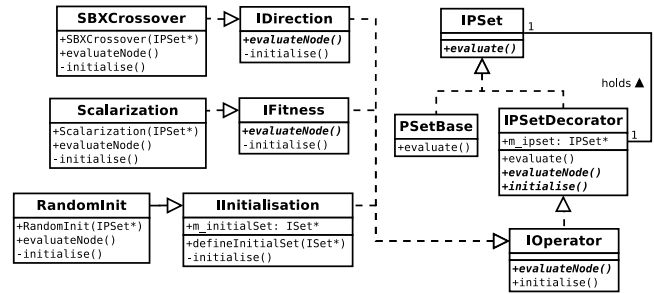 SBXCrossover
+SBXCrossover(IPSet*)
+evaluateNode()
-initialise()
IDirection
+evaluateNode()
-initialise()
IPSet
+evaluate()
1
holds ▲
1
Scalarization
+Scalarization(IPSet*)
+evaluateNode()
-initialise()
IFitness
+evaluateNode()
-initialise()
PSetBase
+evaluate()
IPSetDecorator
+m_ipset: IPSet*
+evaluate()
+evaluateNode()
+initialise()
RandomInit
+RandomInit(IPSet*)
+evaluateNode()
-initialise()
IInitialisation
+m_initialSet: ISet*
+defineInitialSet(ISet*)
-initialise()
IOperator
+evaluateNode()
+initialise()